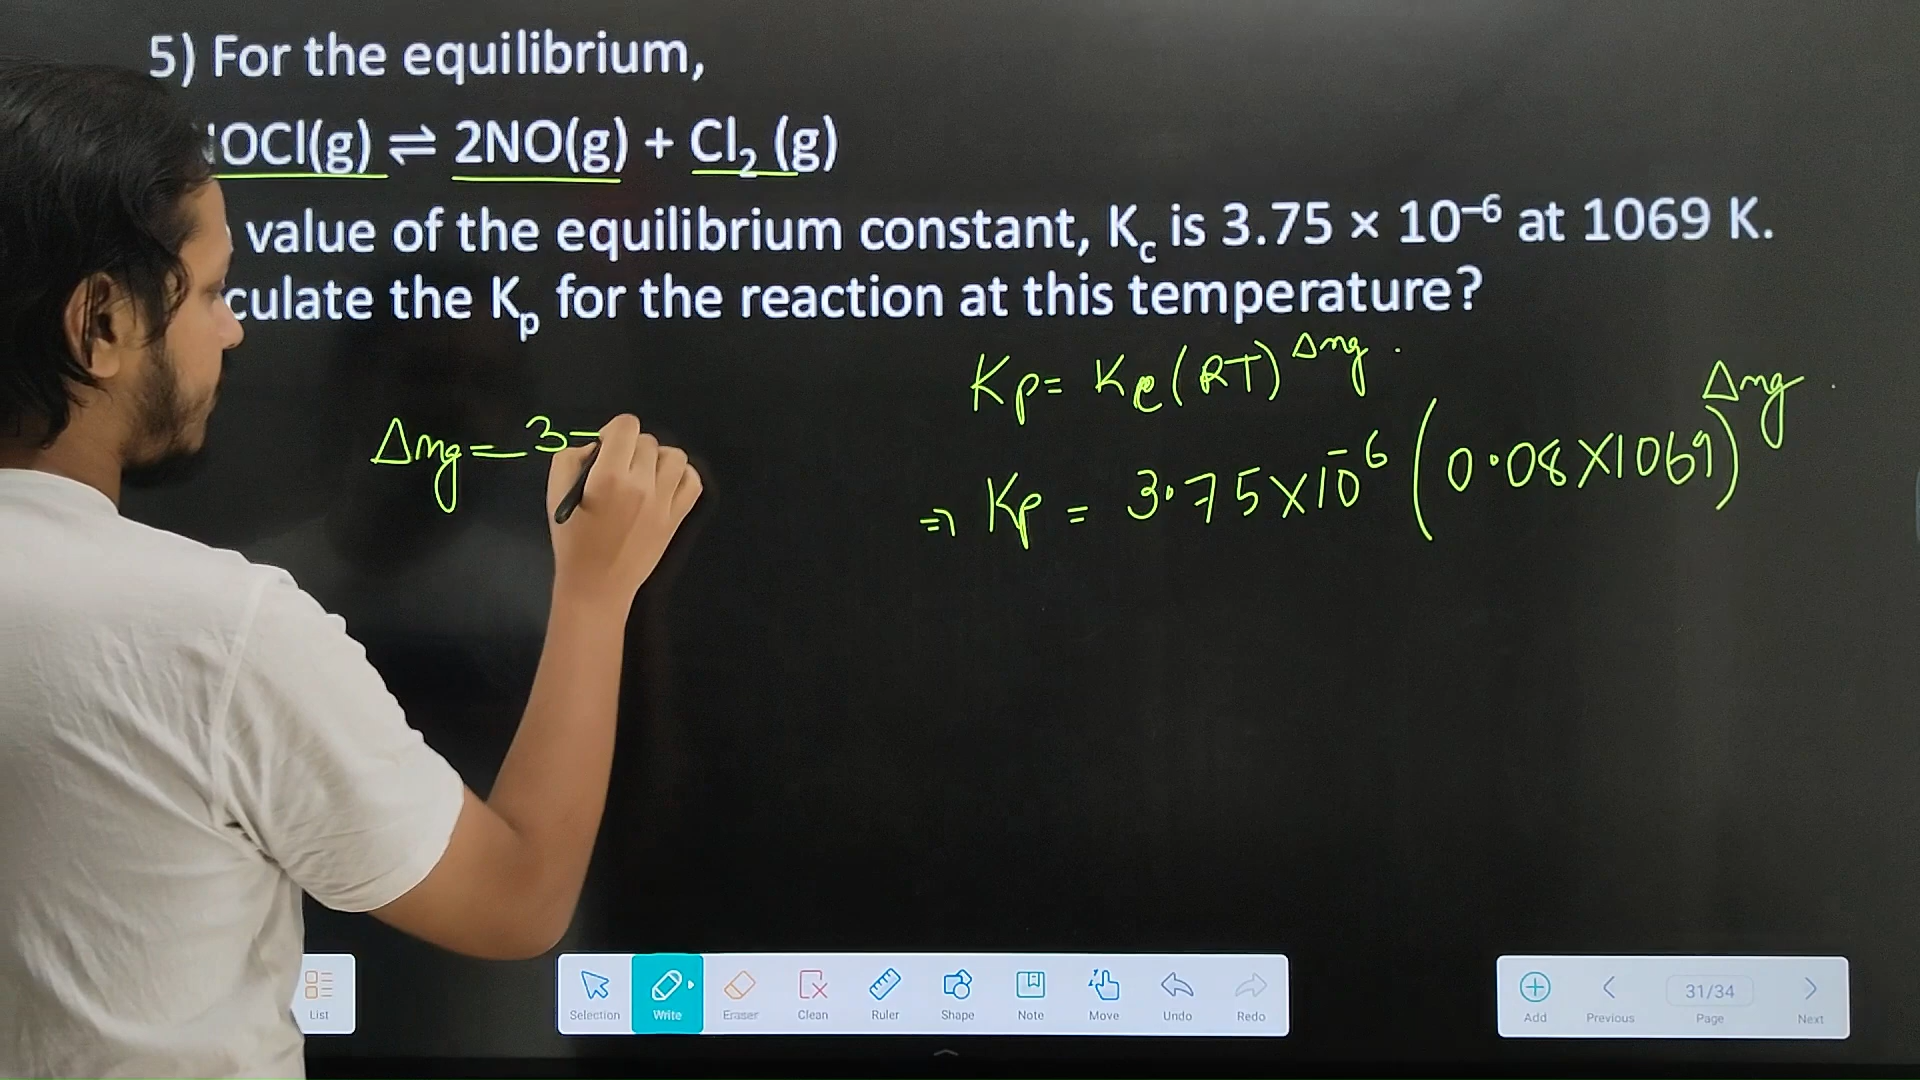 5) For the equilibrium,
OCl(g) ⇌ 2NO(g) + Cl₂ (g)
value of the equilibrium constant, K꜀ is 3.75 × 10⁻⁶ at 1069 K.
culate the Kₚ for the reaction at this temperature?
Kp = Kc (RT)^Δng .
Δng = 3-
⇒ Kp = 3.75×10^-6 (0.08×1069)^Δng .
List
Selection Write Eraser Clean Ruler Shape Note Move Undo Redo
Add Previous 31/34 Page Next